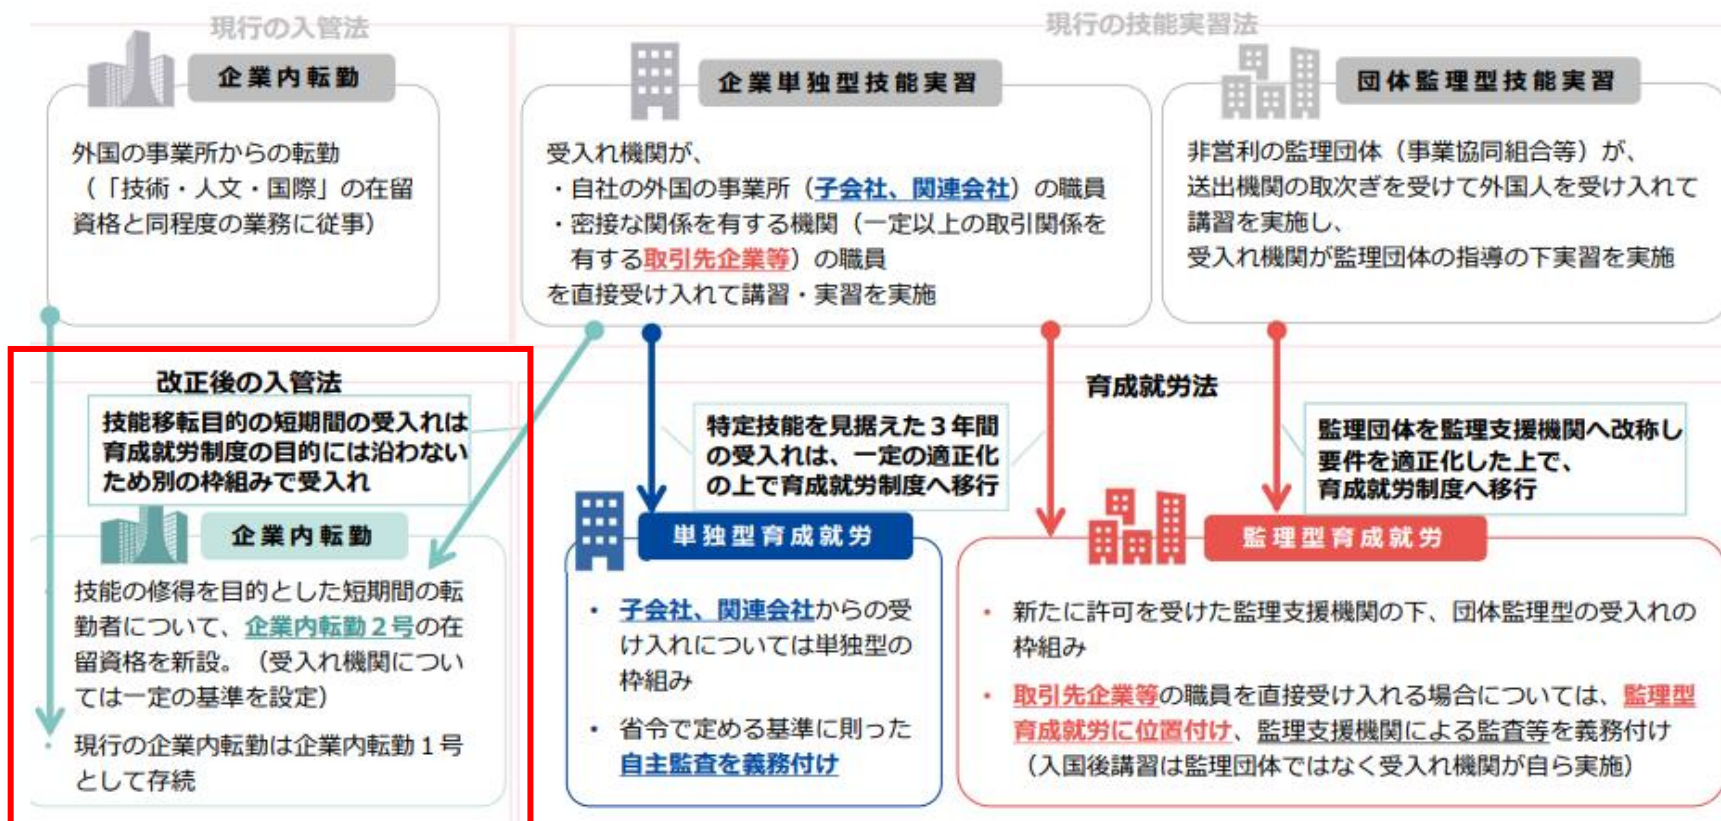 現行の入管法
現行の技能実習法
企業内転勤
外国の事業所からの転勤
（「技術・人文・国際」の在留
資格と同程度の業務に従事）
企業単独型技能実習
受入れ機関が、
・自社の外国の事業所（子会社、関連会社）の職員
・密接な関係を有する機関（一定以上の取引関係を
有する取引先企業等）の職員
を直接受け入れて講習・実習を実施
団体監理型技能実習
非営利の監理団体（事業協同組合等）が、
送出機関の取次ぎを受けて外国人を受け入れて
講習を実施し、
受入れ機関が監理団体の指導の下実習を実施
改正後の入管法
技能移転目的の短期間の受入れは
育成就労制度の目的には沿わない
ため別の枠組みで受入れ
企業内転勤
・ 技能の修得を目的とした短期間の転
勤者について、企業内転勤２号の在
留資格を新設。（受入れ機関につい
ては一定の基準を設定）
・ 現行の企業内転勤は企業内転勤１号
として存続
育成就労法
特定技能を見据えた３年間
の受入れは、一定の適正化
の上で育成就労制度へ移行
監理団体を監理支援機関へ改称し
要件を適正化した上で、
育成就労制度へ移行
単独型育成就労
・ 子会社、関連会社からの受
け入れについては単独型の
枠組み
・ 省令で定める基準に則った
自主監査を義務付け
監理型育成就労
・ 新たに許可を受けた監理支援機関の下、団体監理型の受入れの
枠組み
・ 取引先企業等の職員を直接受け入れる場合については、監理型
育成就労に位置付け、監理支援機関による監査等を義務付け
（入国後講習は監理団体ではなく受入れ機関が自ら実施）